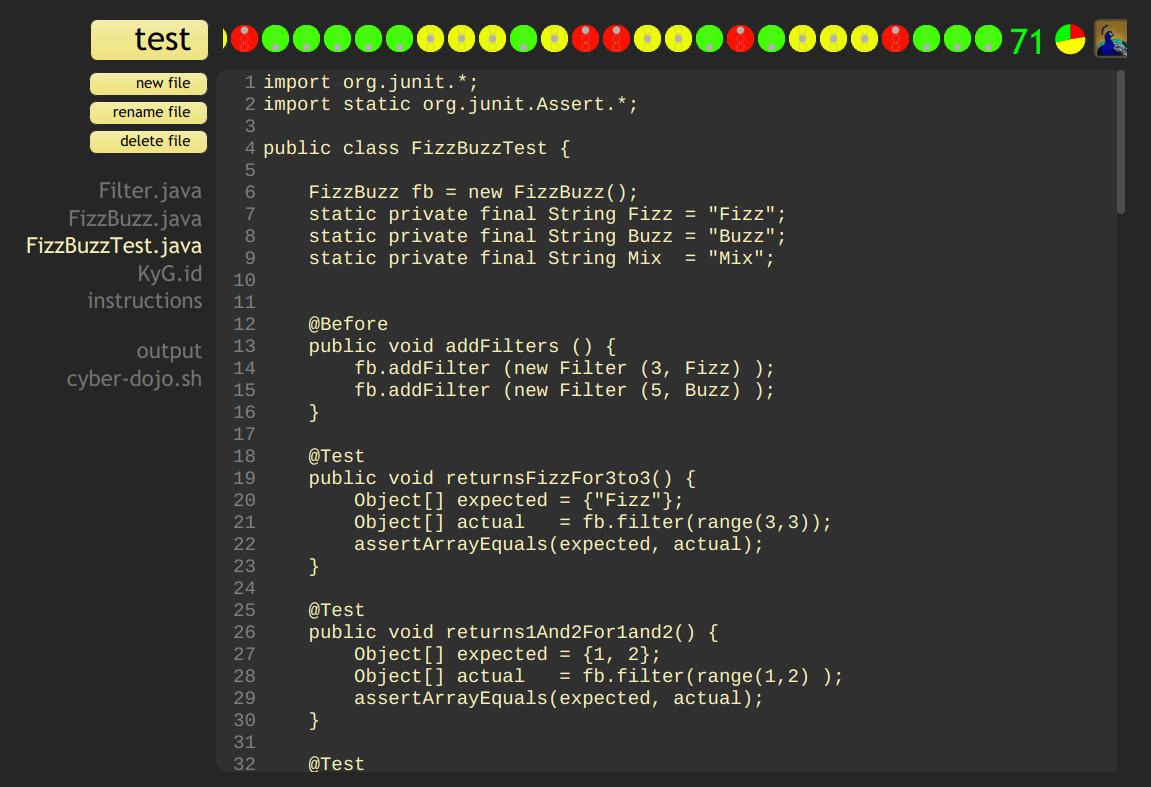 test
71
new file
rename file
delete file
Filter.java
FizzBuzz.java
FizzBuzzTest.java
KyG.id
instructions
output
cyber-dojo.sh
1 import org.junit.*;
2 import static org.junit.Assert.*;
3
4 public class FizzBuzzTest {
5
6     FizzBuzz fb = new FizzBuzz();
7     static private final String Fizz = "Fizz";
8     static private final String Buzz = "Buzz";
9     static private final String Mix  = "Mix";
10
11
12     @Before
13     public void addFilters () {
14         fb.addFilter (new Filter (3, Fizz) );
15         fb.addFilter (new Filter (5, Buzz) );
16     }
17
18     @Test
19     public void returnsFizzFor3to3() {
20         Object[] expected = {"Fizz"};
21         Object[] actual   = fb.filter(range(3,3));
22         assertArrayEquals(expected, actual);
23     }
24
25     @Test
26     public void returns1And2For1and2() {
27         Object[] expected = {1, 2};
28         Object[] actual   = fb.filter(range(1,2) );
29         assertArrayEquals(expected, actual);
30     }
31
32     @Test